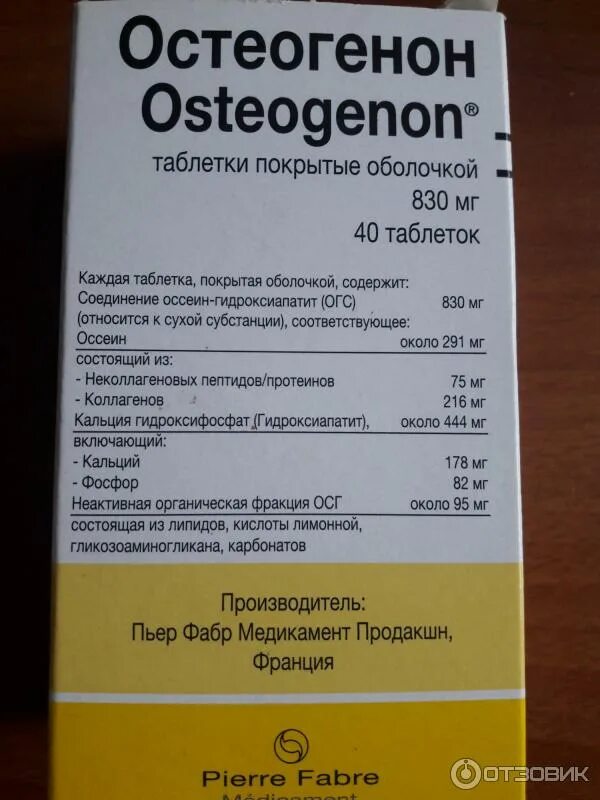 Остеогенон
Osteogenon®
таблетки покрытые оболочкой
830 мг
40 таблеток
Каждая таблетка, покрытая оболочкой, содержит:
Соединение оссеин-гидроксиапатит (ОГС) 830 мг
(относится к сухой субстанции), соответствующее:
Оссеин около 291 мг
состоящий из:
- Неколлагеновых пептидов/протеинов 75 мг
- Коллагенов 216 мг
Кальция гидроксифосфат (Гидроксиапатит), около 444 мг
включающий:
- Кальций 178 мг
- Фосфор 82 мг
Неактивная органическая фракция ОСГ около 95 мг
состоящая из липидов, кислоты лимонной,
гликозоаминогликана, карбонатов
Производитель:
Пьер Фабр Медикамент Продакшн,
Франция
Pierre Fabre
Médicament
ОТЗОВИК